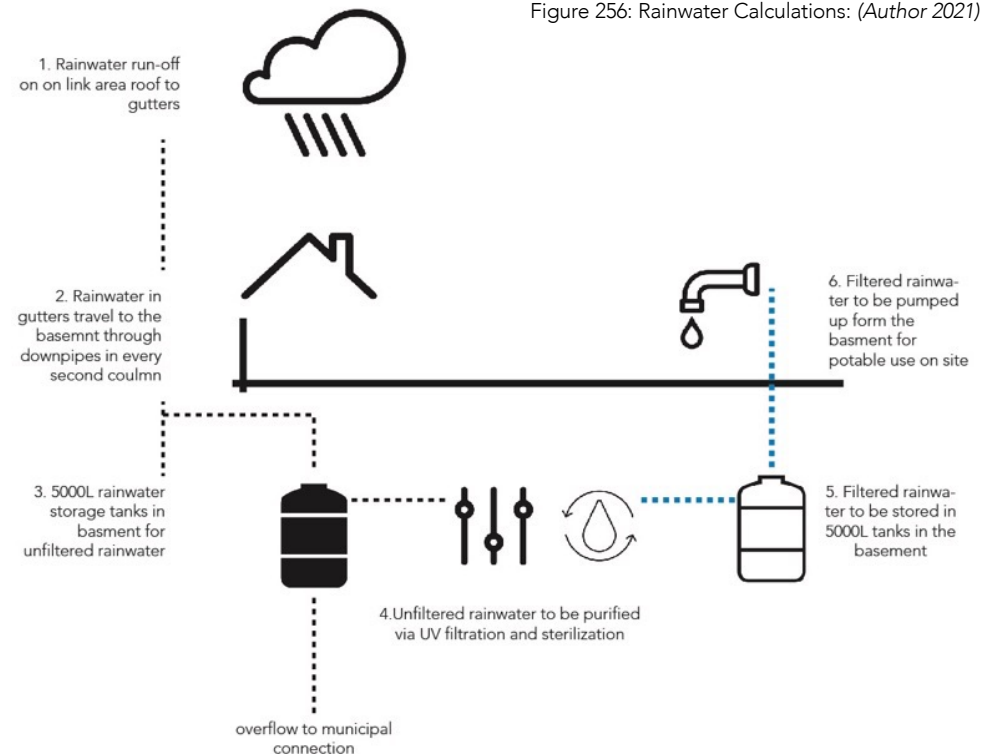 Figure 256: Rainwater Calculations: (Author 2021)
1. Rainwater run-off
on on link area roof to
gutters
2. Rainwater in
gutters travel to the
basemnt through
downpipes in every
second coulmn
3. 5000L rainwater
storage tanks in
basment for
unfiltered rainwater
4.Unfiltered rainwater to be purified
via UV filtration and sterilization
overflow to municipal
connection
5. Filtered rainwa-
ter to be stored in
5000L tanks in the
basement
6. Filtered rainwa-
ter to be pumped
up form the
basment for
potable use on site